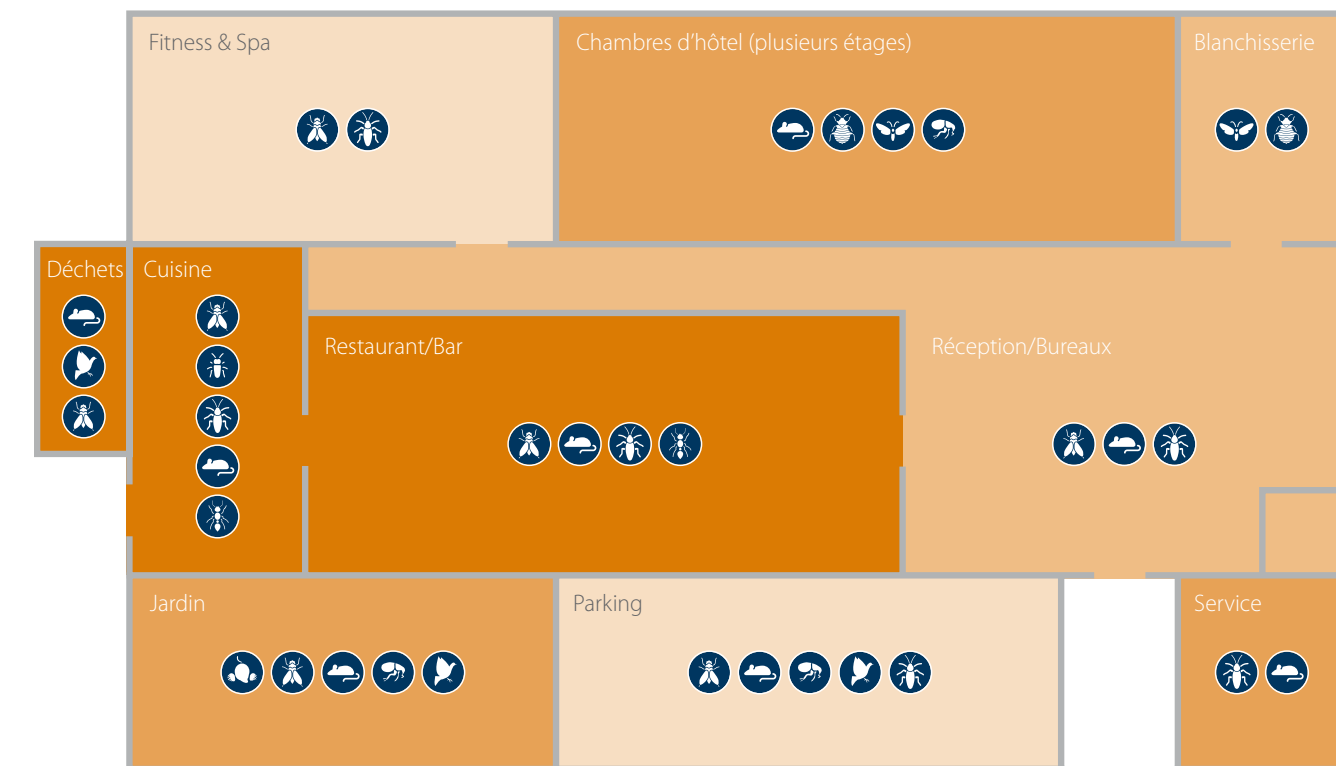 Fitness & Spa
Chambres d’hôtel (plusieurs étages)
Blanchisserie
Déchets
Cuisine
Restaurant/Bar
Réception/Bureaux
Jardin
Parking
Service